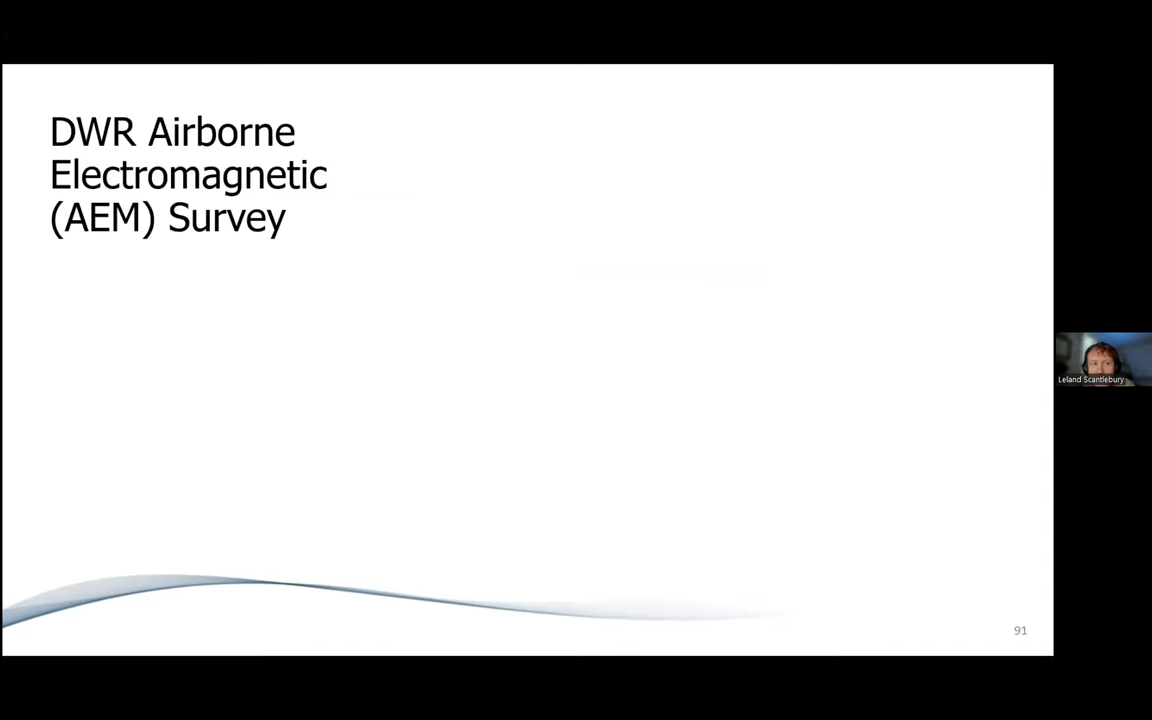 DWR Airborne
Electromagnetic
(AEM) Survey
Leland Scantlebury
91